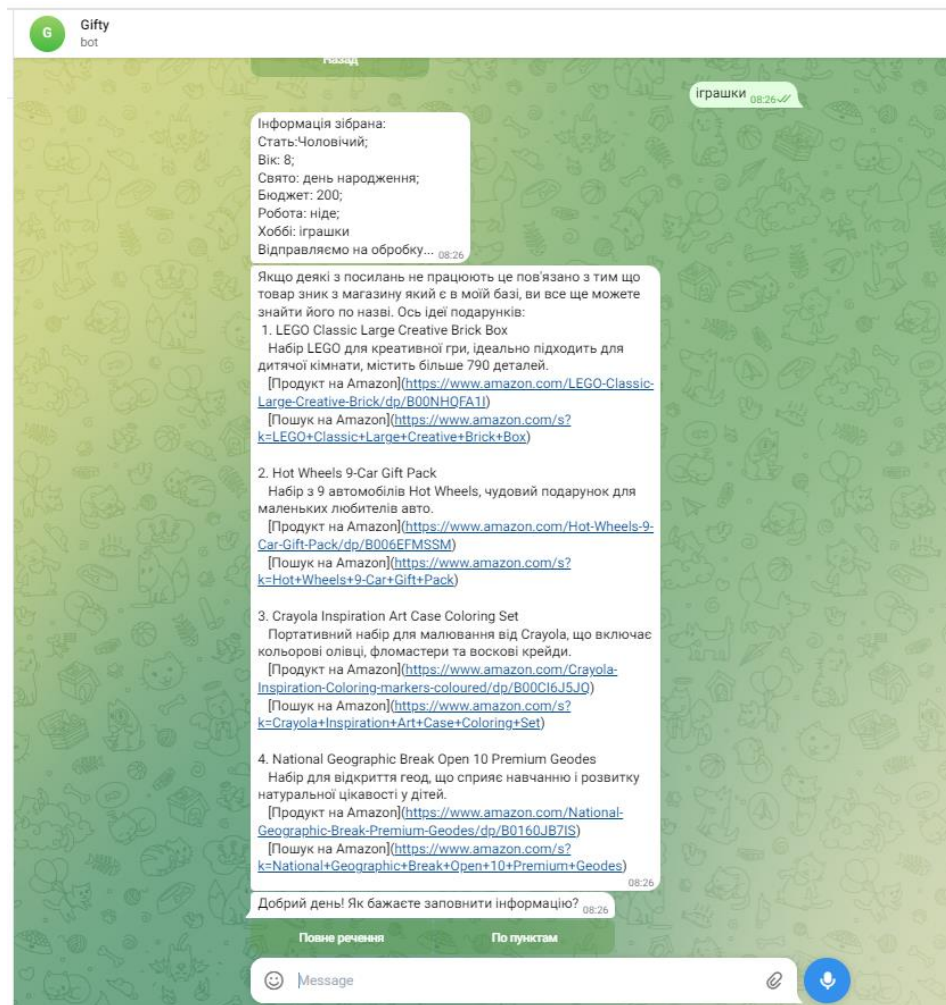 G
Gifty
bot
Назад
іграшки 08:26
Інформація зібрана:
Стать:Чоловічий;
Вік: 8;
Свято: день народження;
Бюджет: 200;
Робота: ніде;
Хоббі: іграшки
Відправляємо на обробку... 08:26
Якщо деякі з посилань не працюють це пов'язано з тим що
товар зник з магазину який є в моїй базі, ви все ще можете
знайти його по назві. Ось ідеї подарунків:
1. LEGO Classic Large Creative Brick Box
Набір LEGO для креативної гри, ідеально підходить для
дитячої кімнати, містить більше 790 деталей.
[Продукт на Amazon](https://www.amazon.com/LEGO-Classic-
Large-Creative-Brick/dp/B00NHQFA1I)
[Пошук на Amazon](https://www.amazon.com/s?
k=LEGO+Classic+Large+Creative+Brick+Box)
2. Hot Wheels 9-Car Gift Pack
Набір з 9 автомобілів Hot Wheels, чудовий подарунок для
маленьких любителів авто.
[Продукт на Amazon](https://www.amazon.com/Hot-Wheels-9-
Car-Gift-Pack/dp/B006EFMSSM)
[Пошук на Amazon](https://www.amazon.com/s?
k=Hot+Wheels+9-Car+Gift+Pack)
3. Crayola Inspiration Art Case Coloring Set
Портативний набір для малювання від Crayola, що включає
кольорові олівці, фломастери та воскові крейди.
[Продукт на Amazon](https://www.amazon.com/Crayola-
Inspiration-Coloring-markers-coloured/dp/B00CI6J5JQ)
[Пошук на Amazon](https://www.amazon.com/s?
k=Crayola+Inspiration+Art+Case+Coloring+Set)
4. National Geographic Break Open 10 Premium Geodes
Набір для відкриття геод, що сприяє навчанню і розвитку
натуральної цікавості у дітей.
[Продукт на Amazon](https://www.amazon.com/National-
Geographic-Break-Premium-Geodes/dp/B0160JB7IS)
[Пошук на Amazon](https://www.amazon.com/s?
k=National+Geographic+Break+Open+10+Premium+Geodes)
08:26
Добрий день! Як бажаєте заповнити інформацію? 08:26
Повне речення По пунктам
Message